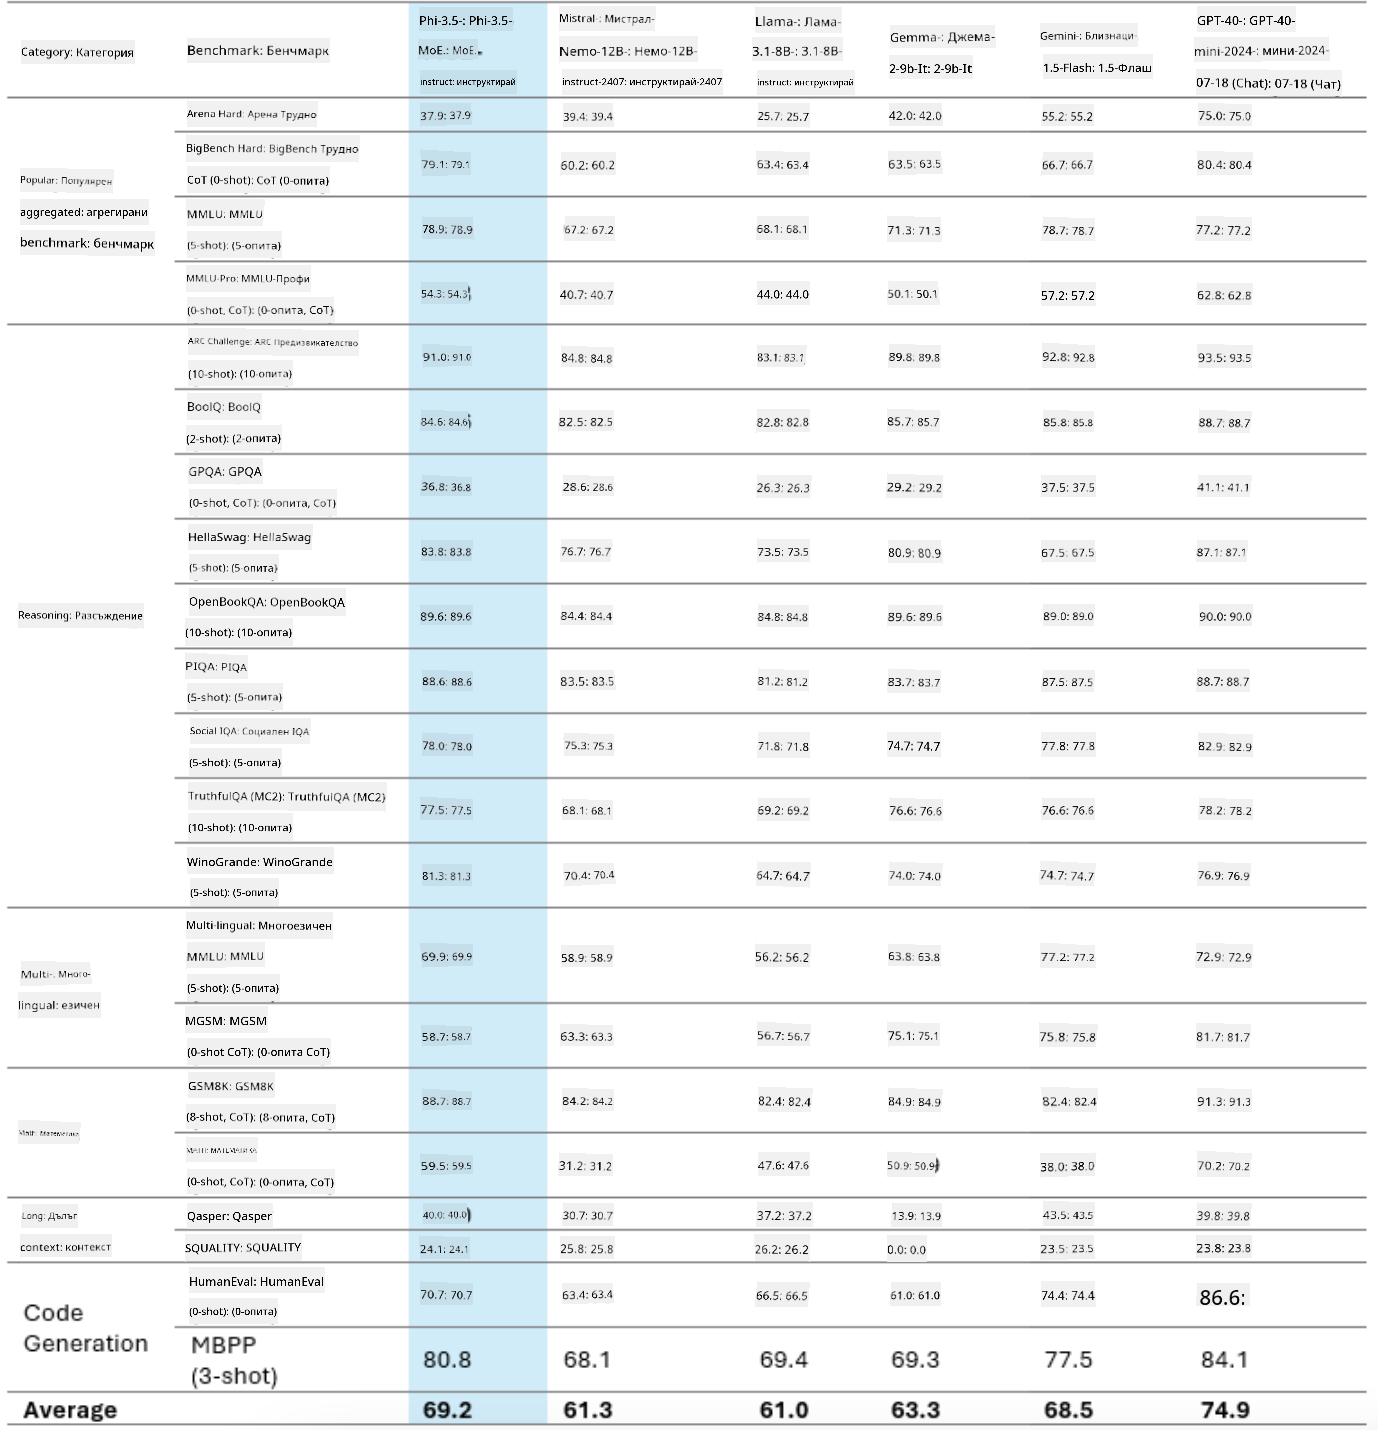 Category: Категория
Benchmark: Бенчмарк
Phi-3.5-: Phi-3.5-
MoE.: MoE.
instruct: инструктирай
Mistral-: Мистрал-
Nemo-12B-: Немо-12B-
instruct-2407: инструктирай-2407
Llama-: Лама-
3.1-8B-: 3.1-8B-
instruct: инструктирай
Gemma-: Джема-
2-9b-It: 2-9b-It
Gemini-: Близнаци-
1.5-Flash: 1.5-Флаш
GPT-40-: GPT-40-
mini-2024-: мини-2024-
07-18 (Chat): 07-18 (Чат)
Popular: Популярен
aggregated: агрегирани
benchmark: бенчмарк
Arena Hard: Арена Трудно
37.9: 37.9
39.4: 39.4
25.7: 25.7
42.0: 42.0
55.2: 55.2
75.0: 75.0
BigBench Hard: BigBench Трудно
CoT (0-shot): CoT (0-опита)
79.1: 79.1
60.2: 60.2
63.4: 63.4
63.5: 63.5
66.7: 66.7
80.4: 80.4
MMLU: MMLU
(5-shot): (5-опита)
78.9: 78.9
67.2: 67.2
68.1: 68.1
71.3: 71.3
78.7: 78.7
77.2: 77.2
MMLU-Pro: MMLU-Профи
(0-shot, CoT): (0-опита, CoT)
54.3: 54.3
40.7: 40.7
44.0: 44.0
50.1: 50.1
57.2: 57.2
62.8: 62.8
Reasoning: Разсъждение
ARC Challenge: ARC Предизвикателство
(10-shot): (10-опита)
91.0: 91.0
84.8: 84.8
83.1: 83.1
89.8: 89.8
92.8: 92.8
93.5: 93.5
BoolQ: BoolQ
(2-shot): (2-опита)
84.6: 84.6
82.5: 82.5
82.8: 82.8
85.7: 85.7
85.8: 85.8
88.7: 88.7
GPQA: GPQA
(0-shot, CoT): (0-опита, CoT)
36.8: 36.8
28.6: 28.6
26.3: 26.3
29.2: 29.2
37.5: 37.5
41.1: 41.1
HellaSwag: HellaSwag
(5-shot): (5-опита)
83.8: 83.8
76.7: 76.7
73.5: 73.5
80.9: 80.9
67.5: 67.5
87.1: 87.1
OpenBookQA: OpenBookQA
(10-shot): (10-опита)
89.6: 89.6
84.4: 84.4
84.8: 84.8
89.6: 89.6
89.0: 89.0
90.0: 90.0
PIQA: PIQA
(5-shot): (5-опита)
88.6: 88.6
83.5: 83.5
81.2: 81.2
83.7: 83.7
87.5: 87.5
88.7: 88.7
Social IQA: Социален IQA
(5-shot): (5-опита)
78.0: 78.0
75.3: 75.3
71.8: 71.8
74.7: 74.7
77.8: 77.8
82.9: 82.9
TruthfulQA (MC2): TruthfulQA (MC2)
(10-shot): (10-опита)
77.5: 77.5
68.1: 68.1
69.2: 69.2
76.6: 76.6
76.6: 76.6
78.2: 78.2
WinoGrande: WinoGrande
(5-shot): (5-опита)
81.3: 81.3
70.4: 70.4
64.7: 64.7
74.0: 74.0
74.7: 74.7
76.9: 76.9
Multi-. Много-
lingual: езичен
Multi-lingual: Многоезичен
MMLU: MMLU
(5-shot): (5-опита)
69.9: 69.9
58.9: 58.9
56.2: 56.2
63.8: 63.8
77.2: 77.2
72.9: 72.9
MGSM: MGSM
(0-shot CoT): (0-опита CoT)
58.7: 58.7
63.3: 63.3
56.7: 56.7
75.1: 75.1
75.8: 75.8
81.7: 81.7
Math: Математика
GSM8K: GSM8K
(8-shot, CoT): (8-опита, CoT)
88.7: 88.7
84.2: 84.2
82.4: 82.4
84.9: 84.9
82.4: 82.4
91.3: 91.3
MATH: МАТЕМАТИКА
(0-shot, CoT): (0-опита, CoT)
59.5: 59.5
31.2: 31.2
47.6: 47.6
50.9: 50.9
38.0: 38.0
70.2: 70.2
Long: Дълъг
context: контекст
Qasper: Qasper
40.0: 40.0
30.7: 30.7
37.2: 37.2
13.9: 13.9
43.5: 43.5
39.8: 39.8
SQUALITY: SQUALITY
24.1: 24.1
25.8: 25.8
26.2: 26.2
0.0: 0.0
23.5: 23.5
23.8: 23.8
Code
Generation
HumanEval: HumanEval
(0-shot): (0-опита)
70.7: 70.7
63.4: 63.4
66.5: 66.5
61.0: 61.0
74.4: 74.4
86.6:
MBPP
(3-shot)
80.8
68.1
69.4
69.3
77.5
84.1
Average
69.2
61.3
61.0
63.3
68.5
74.9